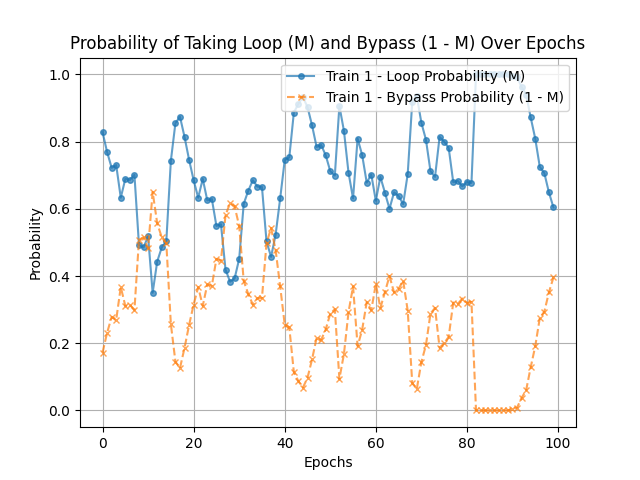 Probability of Taking Loop (M) and Bypass (1 - M) Over Epochs
Train 1 - Loop Probability (M)
Train 1 - Bypass Probability (1 - M)
Probability
1.0
0.8
0.6
0.4
0.2
0.0
0 20 40 60 80 100
Epochs